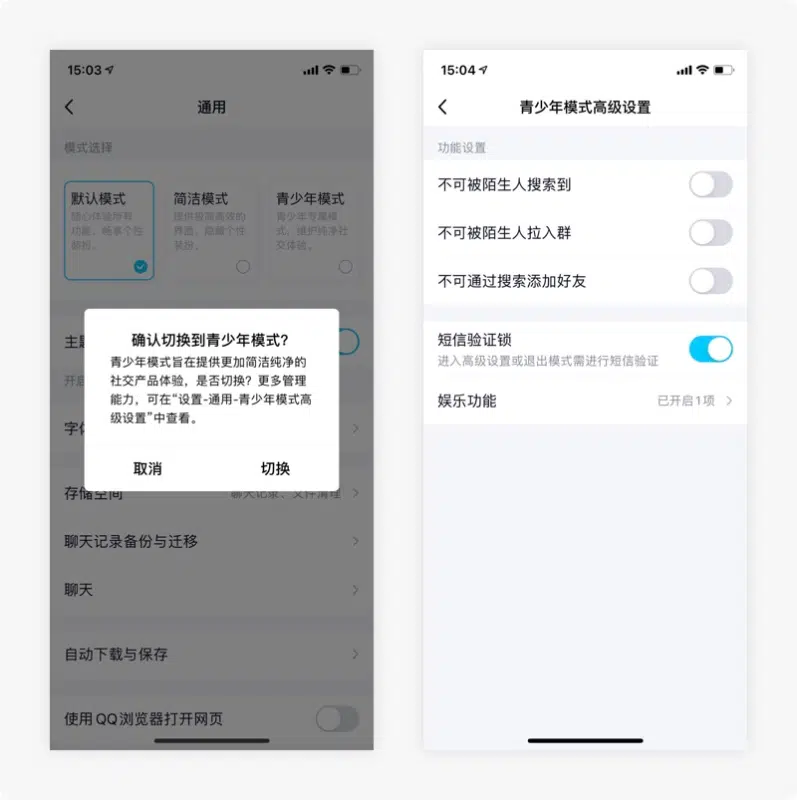 15:03
通用
模式选择
默认模式
随心体验所有
功能，畅享个性
装扮。
简洁模式
提供极简高效的
界面，隐藏个性
装扮。
青少年模式
青少年专属模
式，维护纯净社
交体验。
主题
开启
确认切换到青少年模式？
青少年模式旨在提供更加简洁纯净的
社交产品体验，是否切换？更多管理
能力，可在“设置-通用-青少年模式高
级设置”中查看。
取消
切换
字体
存储空间
聊天记录、文件清理
聊天记录备份与迁移
聊天
自动下载与保存
使用QQ浏览器打开网页
15:04
青少年模式高级设置
功能设置
不可被陌生人搜索到
不可被陌生人拉入群
不可通过搜索添加好友
短信验证锁
进入高级设置或退出模式需进行短信验证
娱乐功能
已开启1项